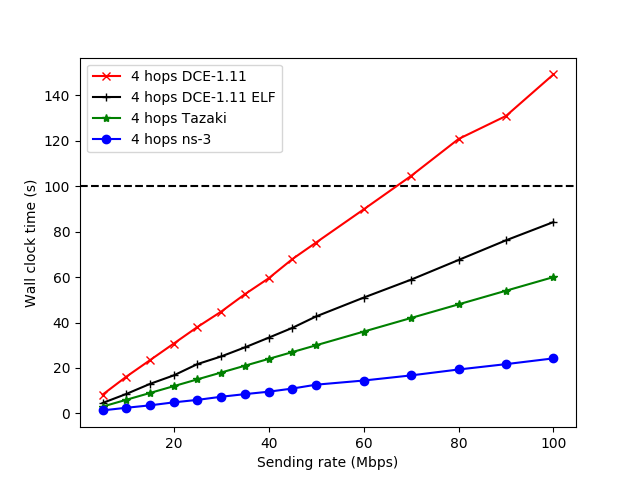 4 hops DCE-1.11
4 hops DCE-1.11 ELF
4 hops Tazaki
4 hops ns-3
Wall clock time (s)
140
120
100
80
60
40
20
0
20 40 60 80 100
Sending rate (Mbps)